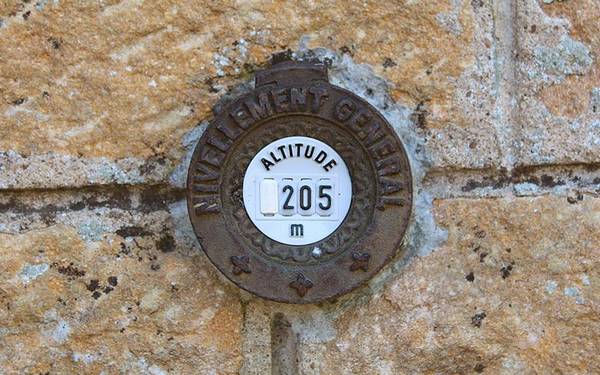 NIVELLEMENT GENERAL
ALTITUDE
205
m